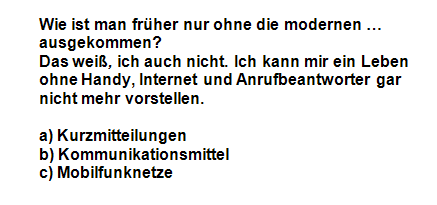 Wie ist man früher nur ohne die modernen …
ausgekommen?
Das weiß, ich auch nicht. Ich kann mir ein Leben
ohne Handy, Internet und Anrufbeantworter gar
nicht mehr vorstellen.
a) Kurzmitteilungen
b) Kommunikationsmittel
c) Mobilfunknetze